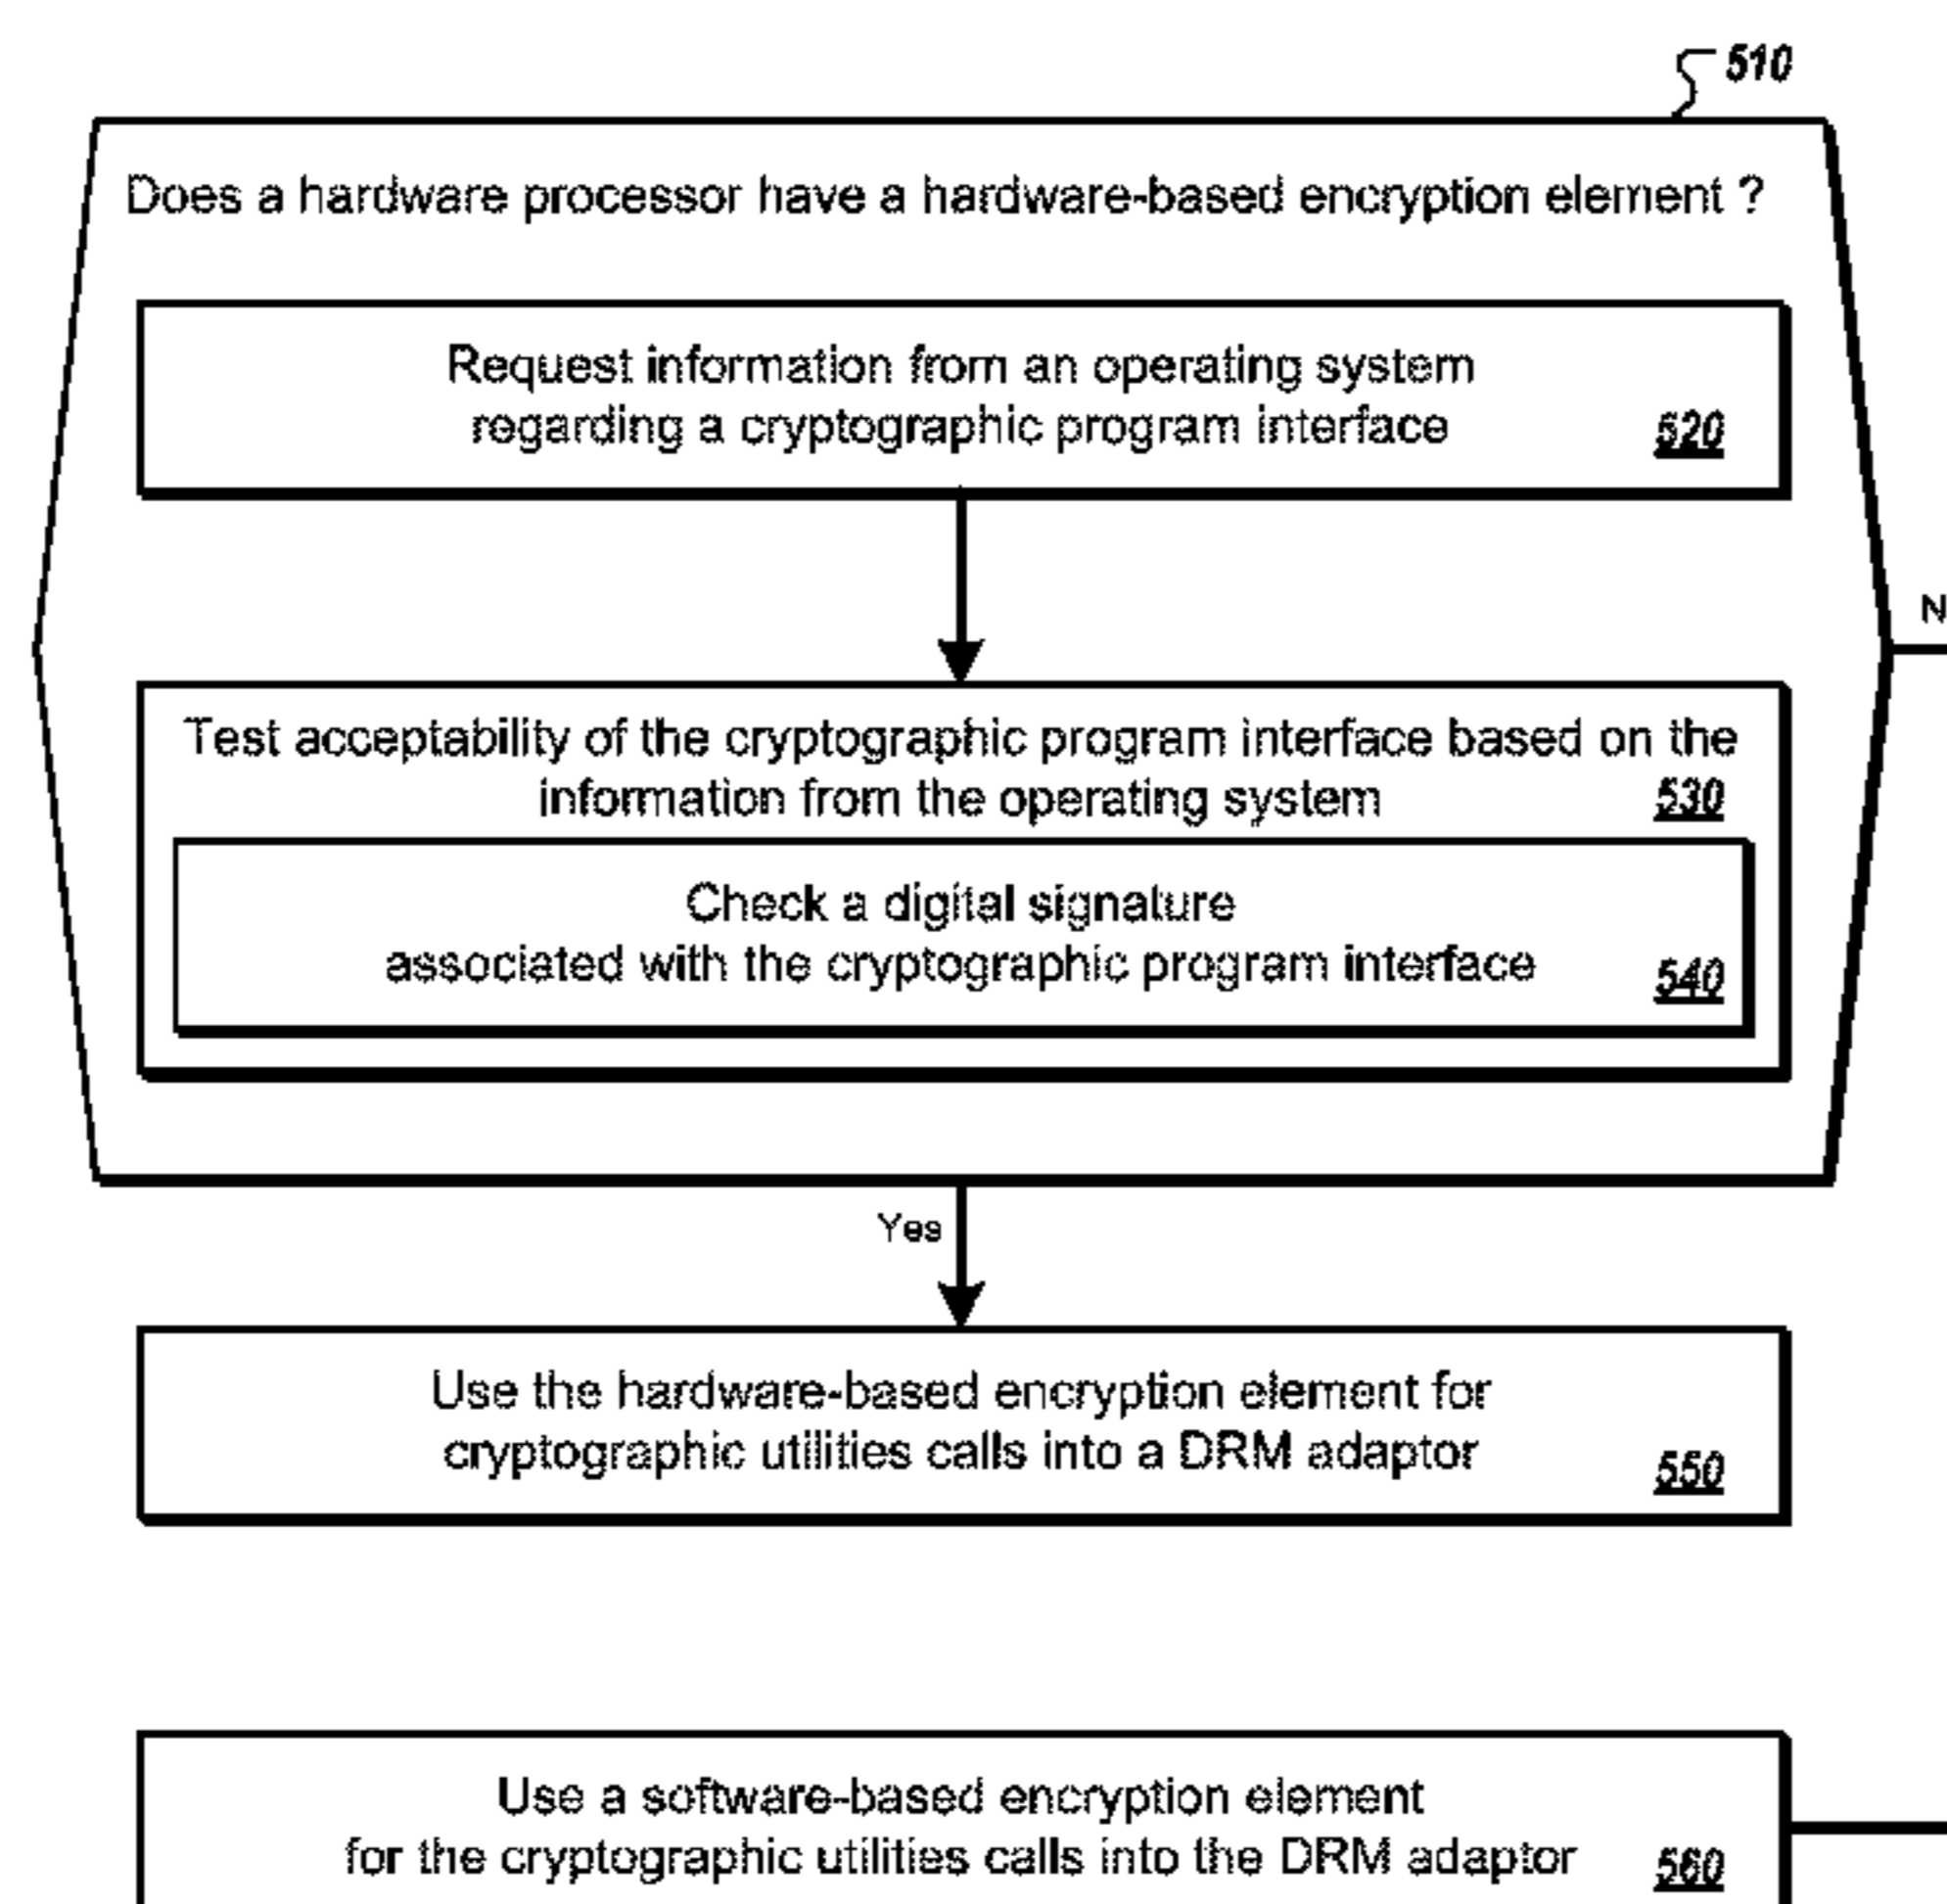 510
Does a hardware processor have a hardware-based encryption element ?
Request information from an operating system
regarding a cryptographic program interface
520
N
Test acceptability of the cryptographic program interface based on the
information from the operating system
530
Check a digital signature
associated with the cryptographic program interface
540
Yes
Use the hardware-based encryption element for
cryptographic utilities calls into a DRM adaptor
550
Use a software-based encryption element
for the cryptographic utilities calls into the DRM adaptor
560